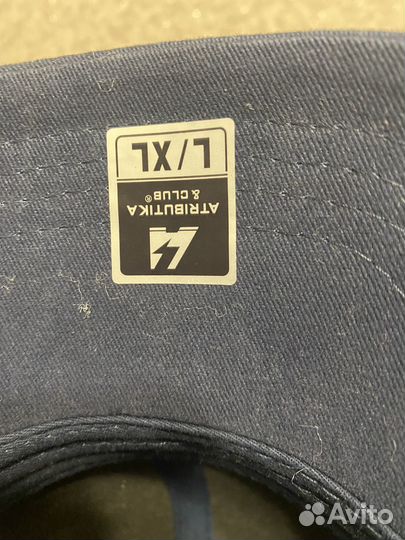 ATRIBUTIKA
& CLUB®
L/XL
Avito